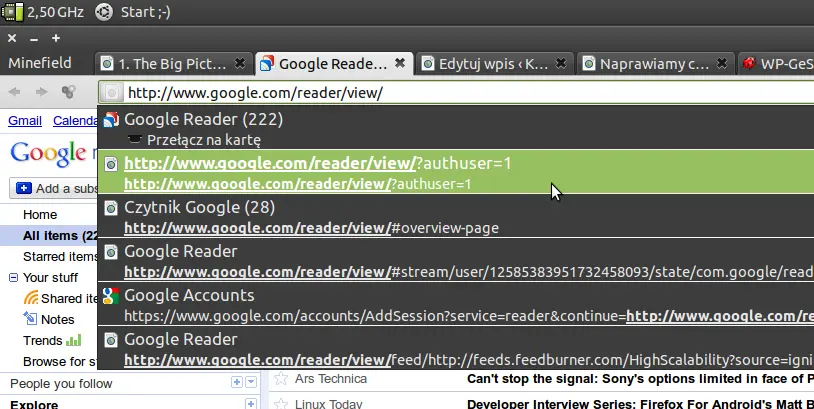 2,50 GHz Start ;-)
Minefield
1. The Big Pict…
Google Reade…
Edytuj wpis ‹ K…
Naprawiamy c…
WP-GeS
http://www.google.com/reader/view/
Gmail Calenda
Google
Google Reader (222)
Przełącz na kartę
http://www.google.com/reader/view/?authuser=1
http://www.google.com/reader/view/?authuser=1
Czytnik Google (28)
http://www.google.com/reader/view/#overview-page
Google Reader
http://www.google.com/reader/view/#stream/user/12585383951732458093/state/com.google/read
Google Accounts
https://www.google.com/accounts/AddSession?service=reader&continue=http://www.google.com/re
Google Reader
http://www.google.com/reader/view/feed/http://feeds.feedburner.com/HighScalability?source=igni
Add a subs
Home
All items (22
Starred items
Your stuff
Shared ite
Notes
Trends
Browse for st
People you follow
Explore
Ars Technica Can't stop the signal: Sony's options limited in face of P
Linux Today Developer Interview Series: Firefox For Android's Matt B